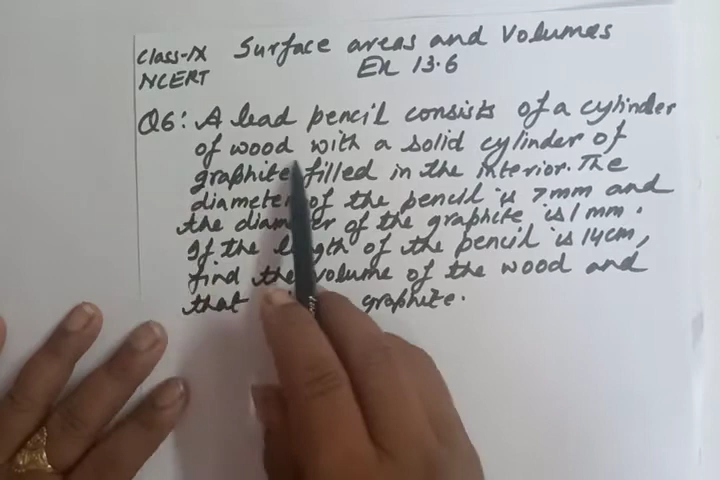 Class-IX Surface areas and Volumes
NCERT Ex 13.6
Q6: A lead pencil consists of a cylinder
of wood with a solid cylinder of
graphite filled in the interior. The
diameter of the pencil is 7mm and
the diameter of the graphite is 1 mm.
If the length of the pencil is 14cm,
find the volume of the wood and
that graphite.